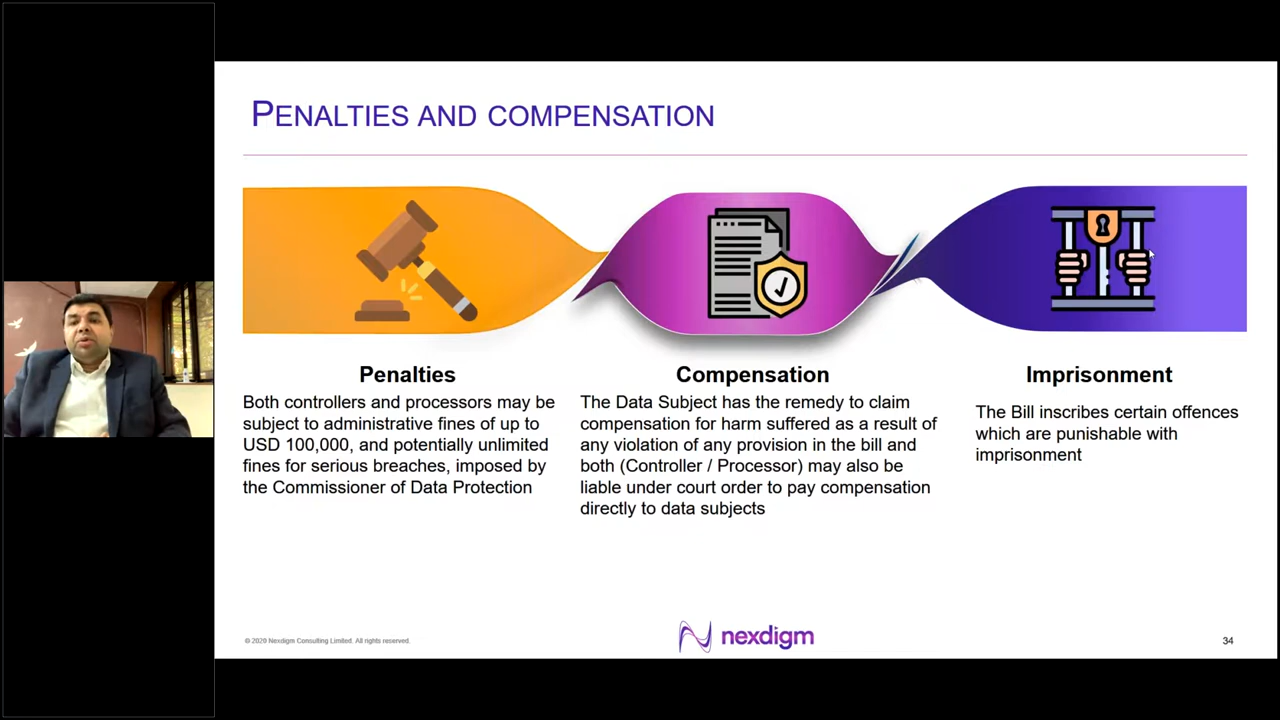 PENALTIES AND COMPENSATION
Penalties
Both controllers and processors may be
subject to administrative fines of up to
USD 100,000, and potentially unlimited
fines for serious breaches, imposed by
the Commissioner of Data Protection
Compensation
The Data Subject has the remedy to claim
compensation for harm suffered as a result of
any violation of any provision in the bill and
both (Controller / Processor) may also be
liable under court order to pay compensation
directly to data subjects
Imprisonment
The Bill inscribes certain offences
which are punishable with
imprisonment
© 2020 Nexdigm Consulting Limited. All rights reserved.
nexdigm
34